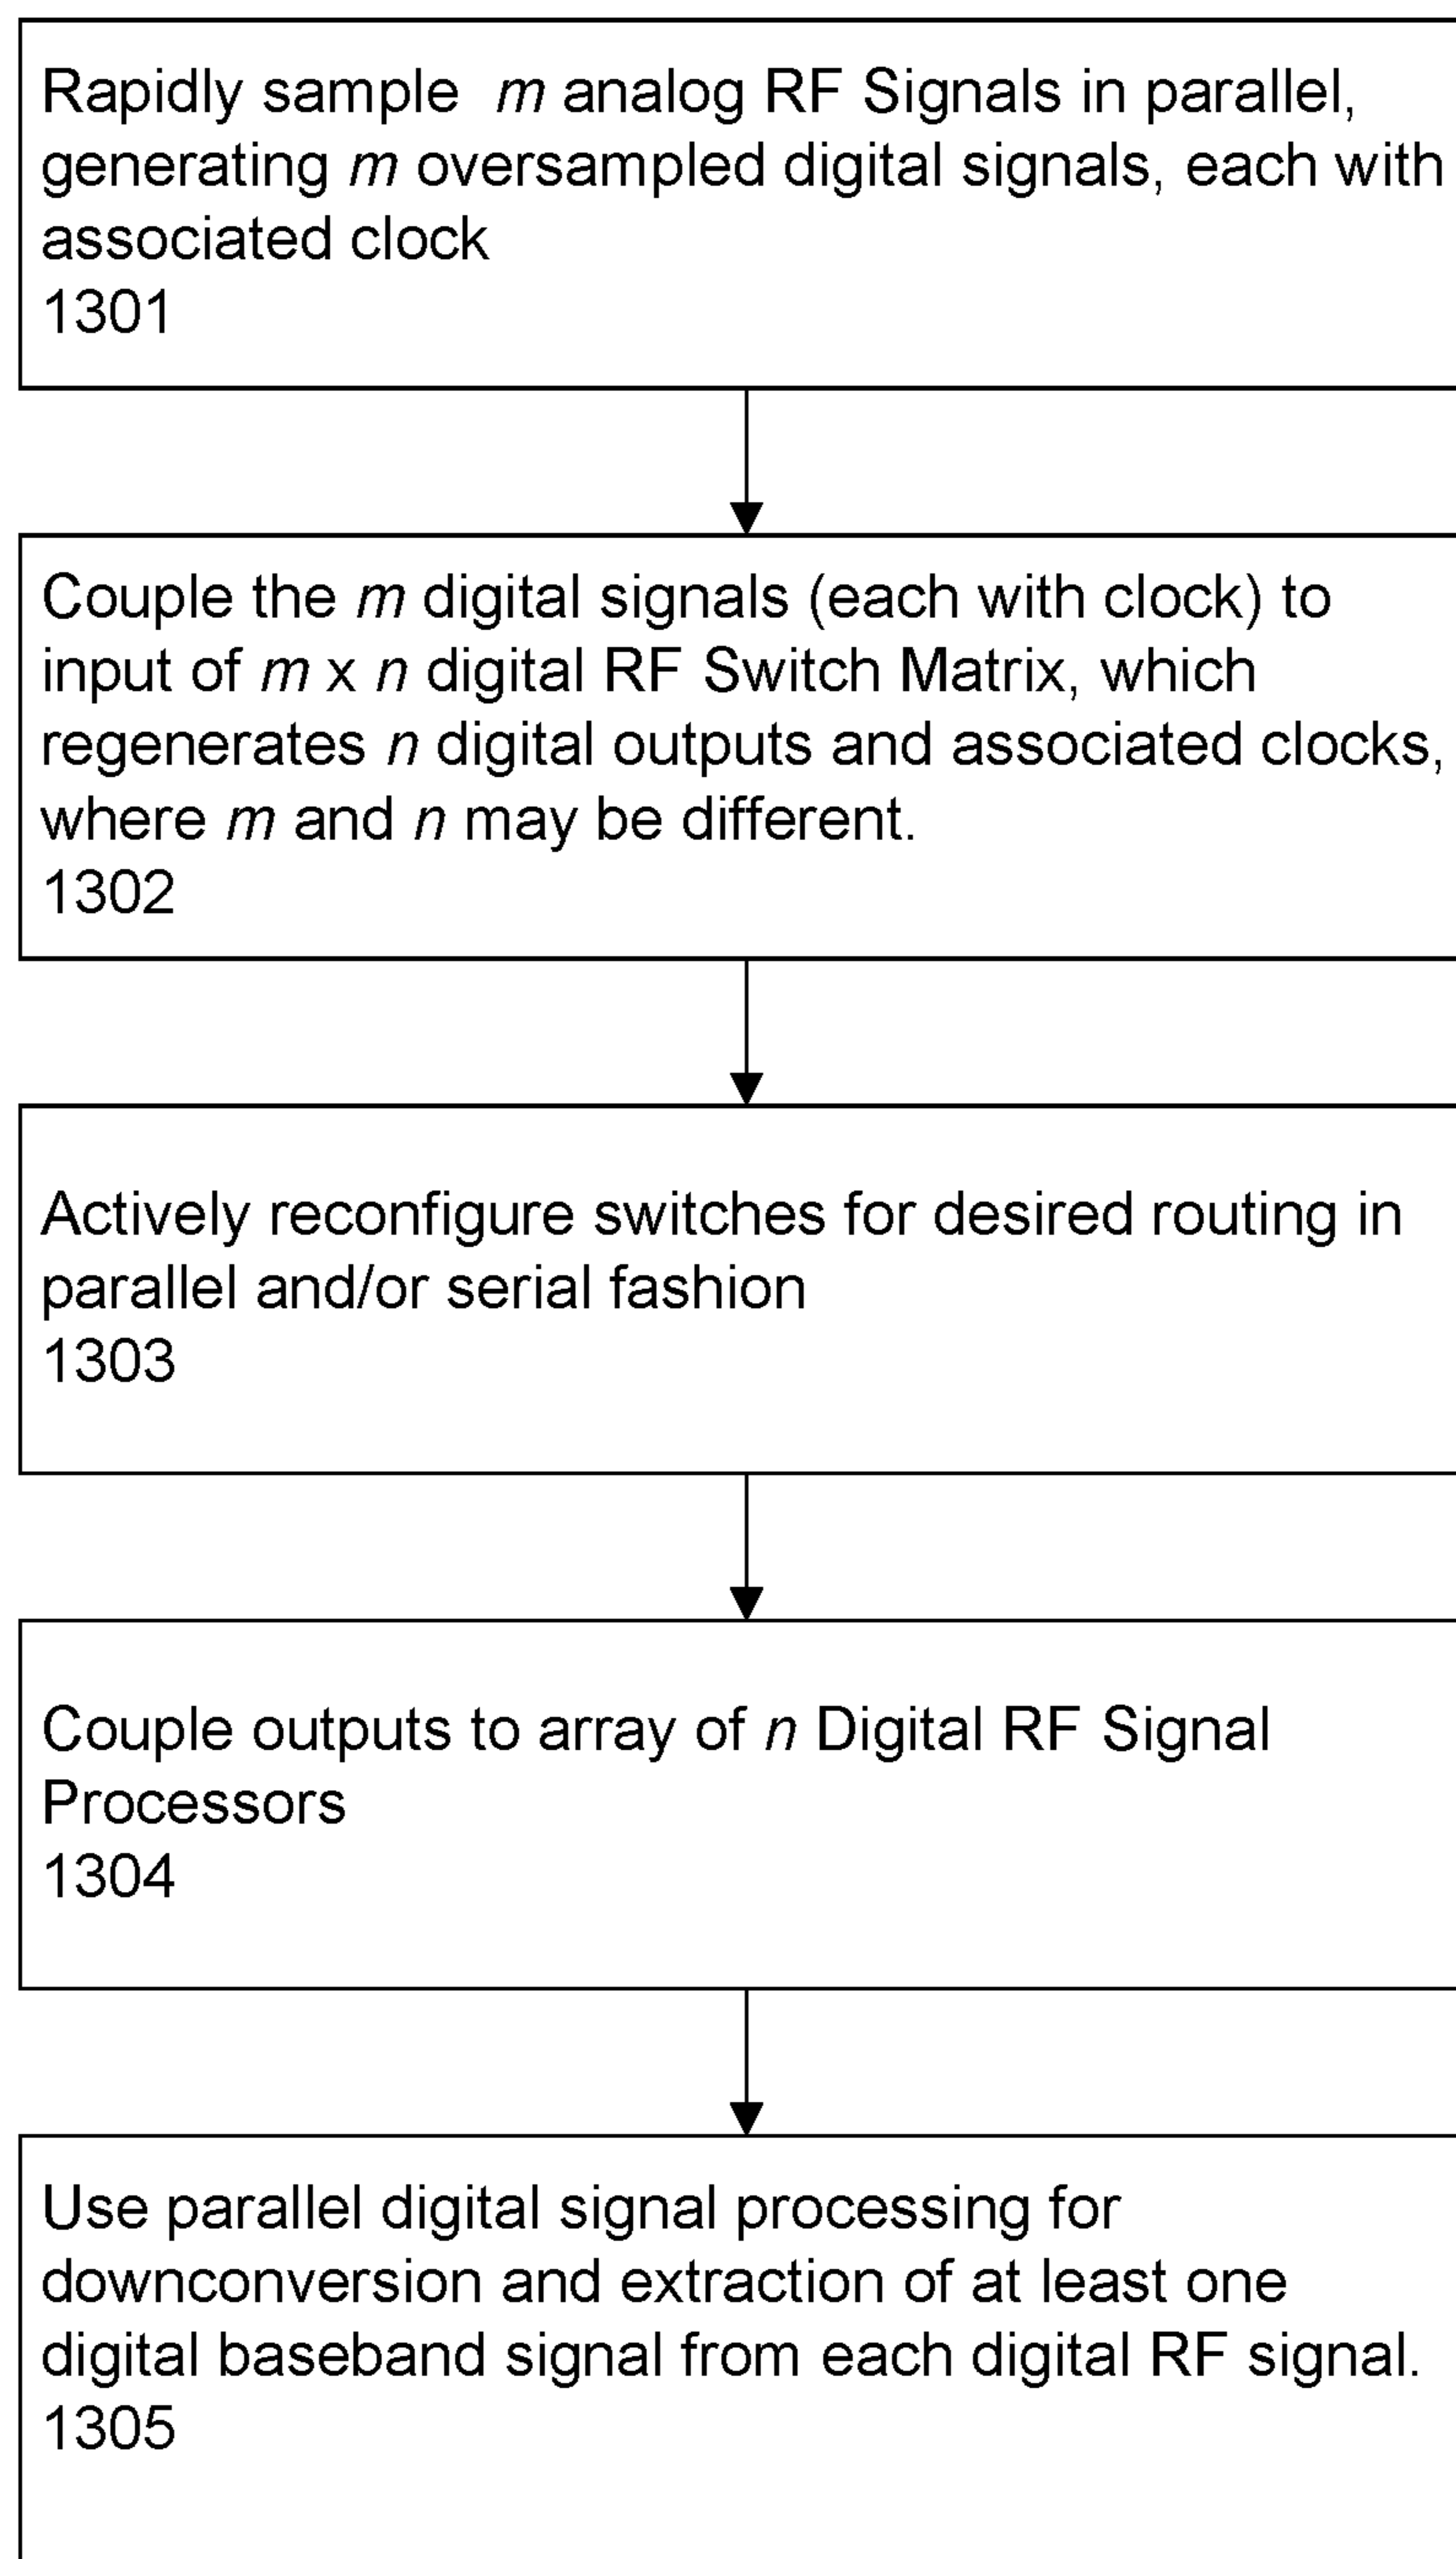 Rapidly sample m analog RF Signals in parallel,
generating m oversampled digital signals, each with
associated clock
1301
Couple the m digital signals (each with clock) to
input of m x n digital RF Switch Matrix, which
regenerates n digital outputs and associated clocks,
where m and n may be different.
1302
Actively reconfigure switches for desired routing in
parallel and/or serial fashion
1303
Couple outputs to array of n Digital RF Signal
Processors
1304
Use parallel digital signal processing for
downconversion and extraction of at least one
digital baseband signal from each digital RF signal.
1305